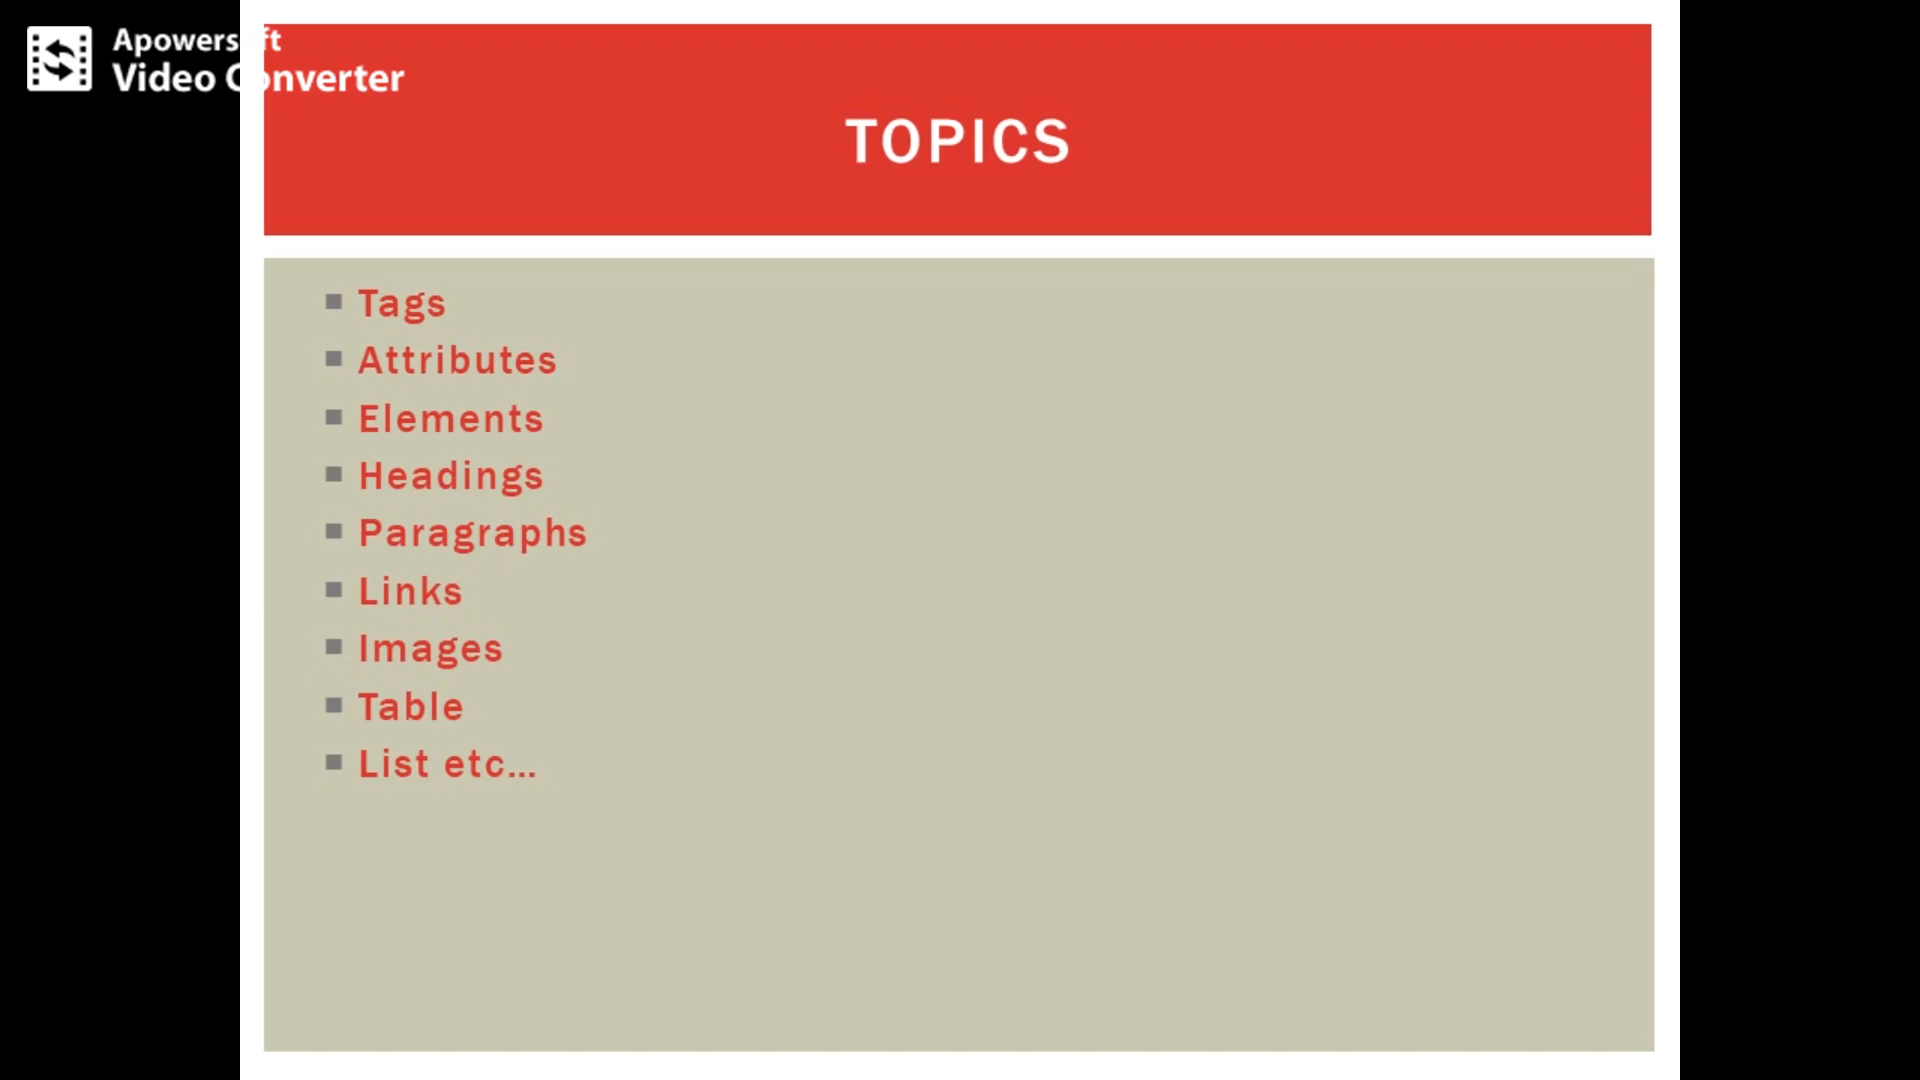 Apowersoft
Video Converter
TOPICS
Tags
Attributes
Elements
Headings
Paragraphs
Links
Images
Table
List etc...